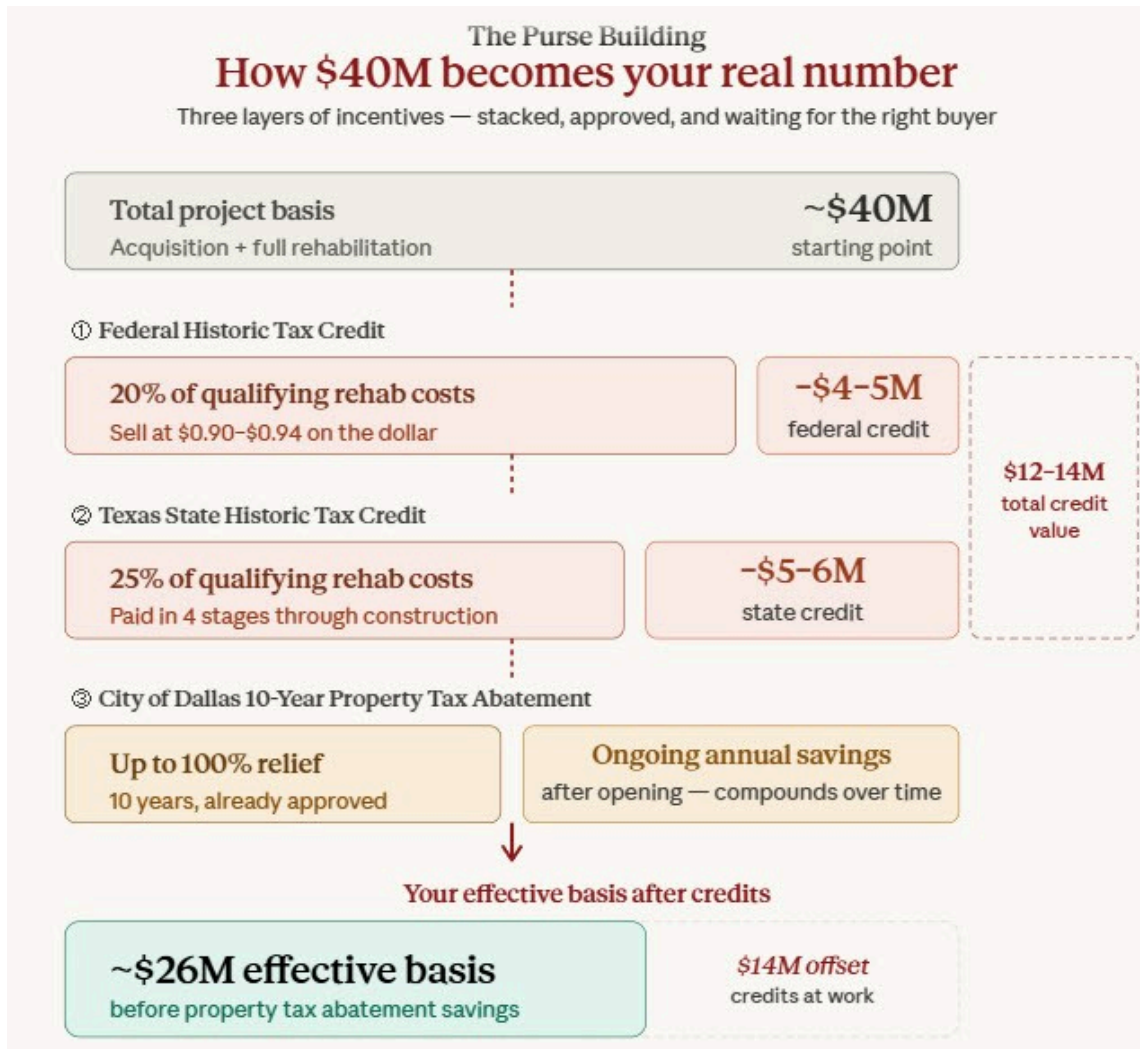 The Purse Building
How $40M becomes your real number
Three layers of incentives — stacked, approved, and waiting for the right buyer
Total project basis
Acquisition + full rehabilitation
~$40M
starting point
① Federal Historic Tax Credit
20% of qualifying rehab costs
Sell at $0.90–$0.94 on the dollar
–$4–5M
federal credit
$12–14M
total credit
value
② Texas State Historic Tax Credit
25% of qualifying rehab costs
Paid in 4 stages through construction
–$5–6M
state credit
③ City of Dallas 10-Year Property Tax Abatement
Up to 100% relief
10 years, already approved
Ongoing annual savings
after opening — compounds over time
Your effective basis after credits
~$26M effective basis
before property tax abatement savings
$14M offset
credits at work